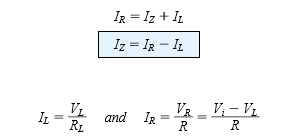 I_R = I_Z + I_L
I_Z = I_R − I_L
I_L = V_L / R_L and I_R = V_R / R = (V_i − V_L) / R